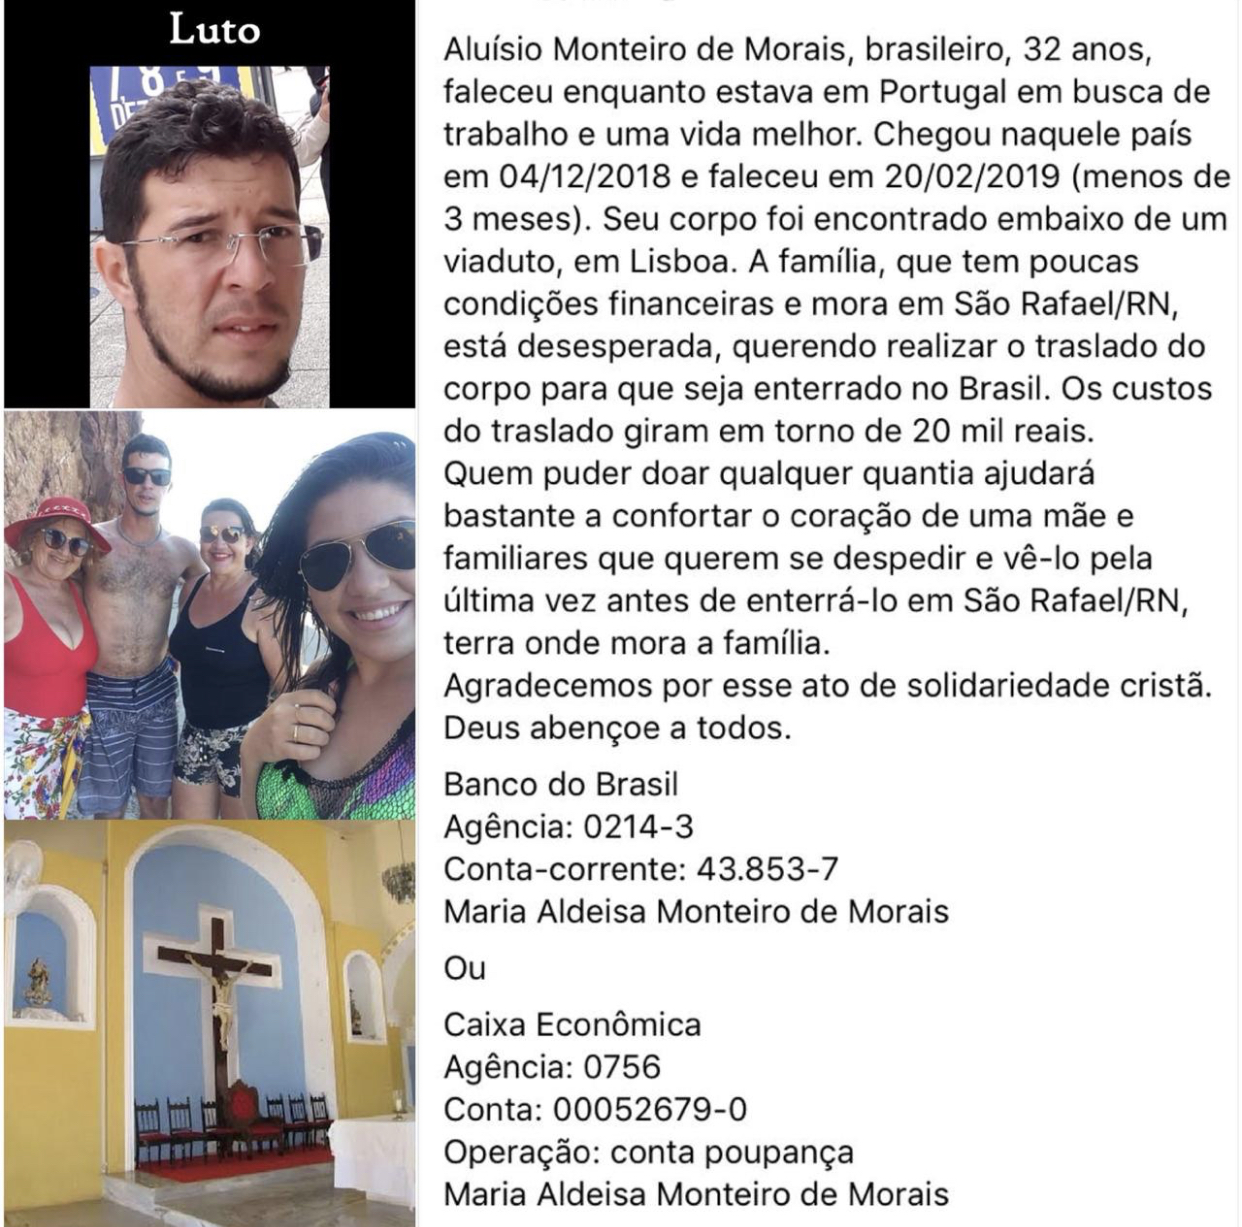 Luto
7 8 E 9
DEZ
Aluísio Monteiro de Morais, brasileiro, 32 anos,
faleceu enquanto estava em Portugal em busca de
trabalho e uma vida melhor. Chegou naquele país
em 04/12/2018 e faleceu em 20/02/2019 (menos de
3 meses). Seu corpo foi encontrado embaixo de um
viaduto, em Lisboa. A família, que tem poucas
condições financeiras e mora em São Rafael/RN,
está desesperada, querendo realizar o traslado do
corpo para que seja enterrado no Brasil. Os custos
do traslado giram em torno de 20 mil reais.
Quem puder doar qualquer quantia ajudará
bastante a confortar o coração de uma mãe e
familiares que querem se despedir e vê-lo pela
última vez antes de enterrá-lo em São Rafael/RN,
terra onde mora a família.
Agradecemos por esse ato de solidariedade cristã.
Deus abençoe a todos.
Banco do Brasil
Agência: 0214-3
Conta-corrente: 43.853-7
Maria Aldeisa Monteiro de Morais
Ou
Caixa Econômica
Agência: 0756
Conta: 00052679-0
Operação: conta poupança
Maria Aldeisa Monteiro de Morais